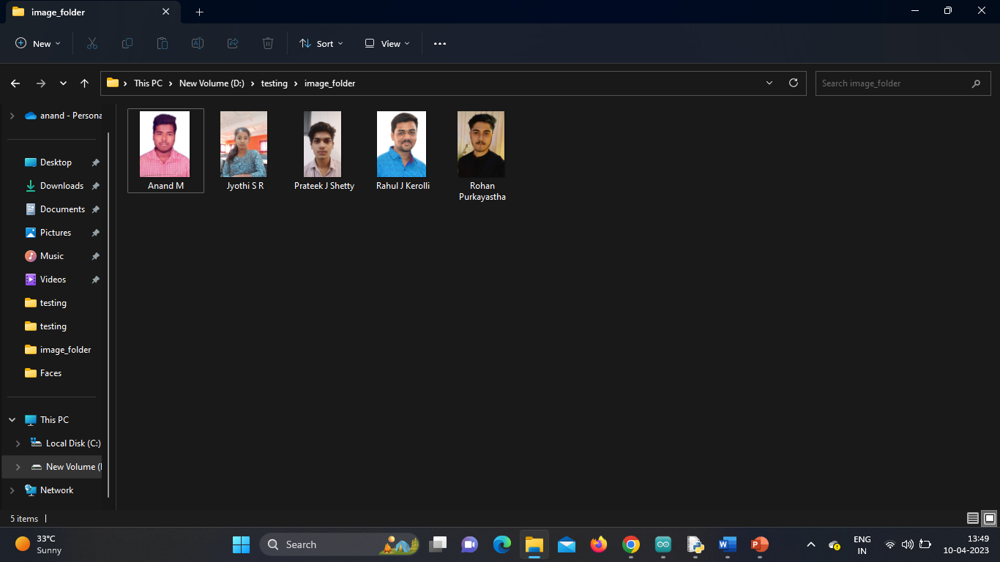 image_folder
New
Sort
View
This PC
New Volume (D:)
testing
image_folder
Search image_folder
anand - Persona
Desktop
Downloads
Documents
Pictures
Music
Videos
testing
testing
image_folder
Faces
This PC
Local Disk (C:)
New Volume (
Network
Anand M
Jyothi S R
Prateek J Shetty
Rahul J Kerolli
Rohan
Purkayastha
5 items
33°C
Sunny
Search
ENG
IN
13:49
10-04-2023